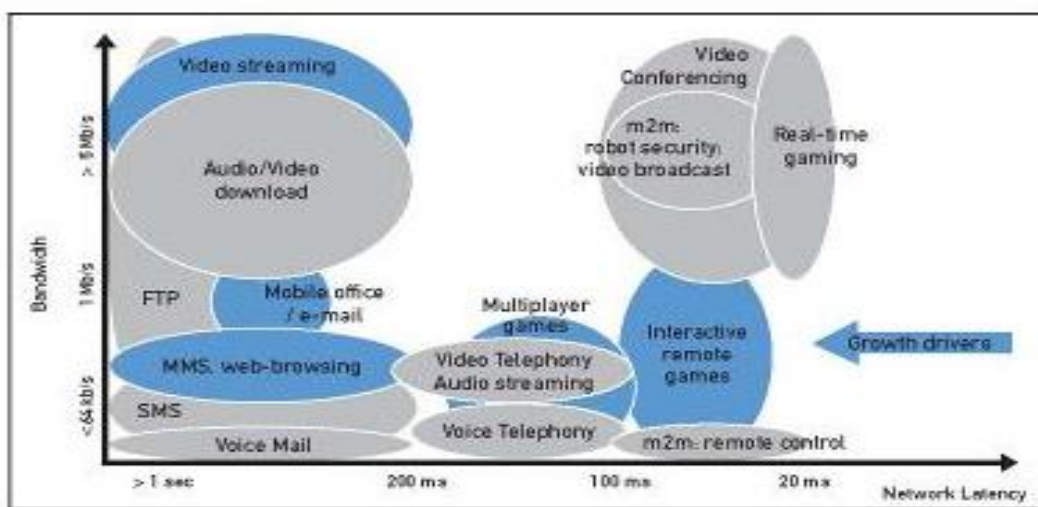 Video streaming
Video
Conferencing
m2m:
robot security:
video broadcast
Real-time
gaming
Audio/Video
download
> 5 Mb/s
Bandwidth
1 Mb/s
<64 kb/s
FTP
Mobile office
/ e-mail
Multiplayer
games
Interactive
remote
games
Growth drivers
MMS, web-browsing
Video Telephony
Audio streaming
SMS
Voice Mail
Voice Telephony
m2m: remote control
> 1 sec
200 ms
100 ms
20 ms
Network Latency